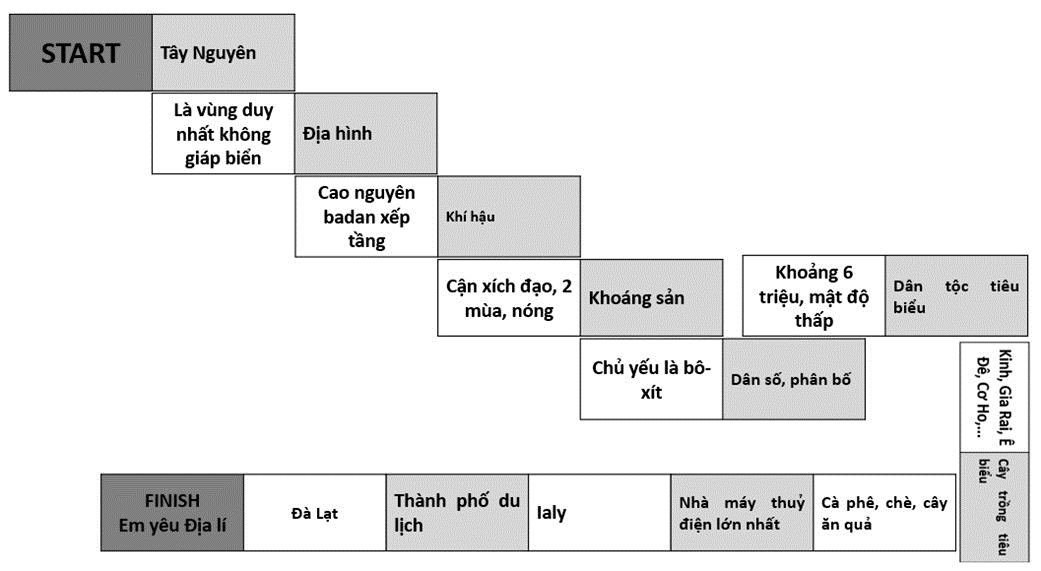 START
Tây Nguyên
Là vùng duy
nhất không
giáp biển
Địa hình
Cao nguyên
badan xếp
tầng
Khí hậu
Cận xích đạo, 2
mùa, nóng
Khoáng sản
Chủ yếu là bô-
xít
Dân số, phân bố
Khoảng 6
triệu, mật độ
thấp
Dân tộc tiêu
biểu
Kinh, Gia Rai, Ê
Đê, Cơ Ho,...
Cây trồng tiêu
biểu
Cà phê, chè, cây
ăn quả
Nhà máy thuỷ
điện lớn nhất
Ialy
Thành phố du
lịch
Đà Lạt
FINISH
Em yêu Địa lí